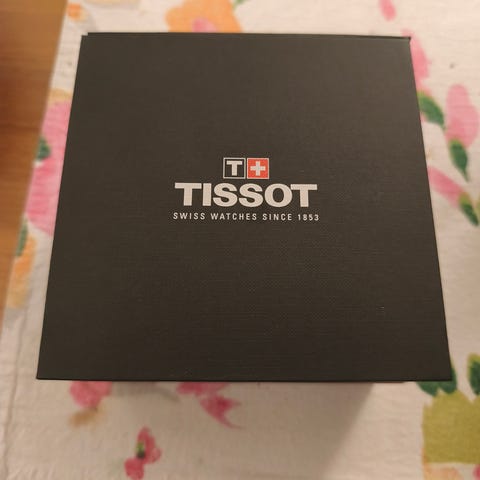 T+
TISSOT
SWISS WATCHES SINCE 1853